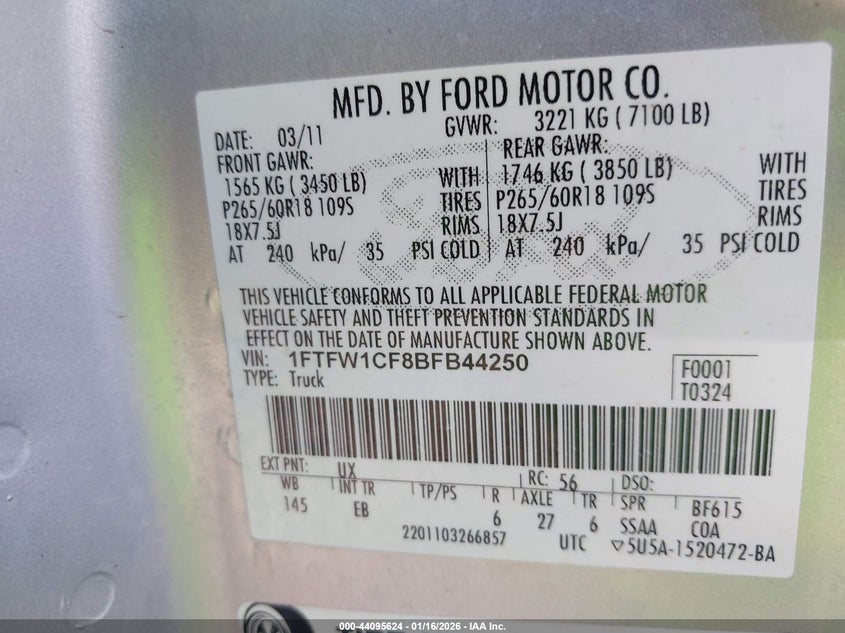 MFD. BY FORD MOTOR CO.
DATE: 03/11 GVWR: 3221 KG ( 7100 LB)
FRONT GAWR: REAR GAWR:
1565 KG ( 3450 LB) WITH 1746 KG ( 3850 LB) WITH
P265/60R18 109S TIRES P265/60R18 109S TIRES
18X7.5J RIMS 18X7.5J RIMS
AT 240 kPa/ 35 PSI COLD AT 240 kPa/ 35 PSI COLD
THIS VEHICLE CONFORMS TO ALL APPLICABLE FEDERAL MOTOR
VEHICLE SAFETY AND THEFT PREVENTION STANDARDS IN
EFFECT ON THE DATE OF MANUFACTURE SHOWN ABOVE.
VIN: 1FTFW1CF8BFB44250 F0001
TYPE: Truck T0324
EXT PNT: UX RC: 56 DSO:
WB INT TR TP/PS R AXLE TR SPR BF615
145 EB 6 27 6 SSAA COA
2201103266857 UTC ▽5U5A-1520472-BA
000-44095624 - 01/16/2026 - IAA Inc.